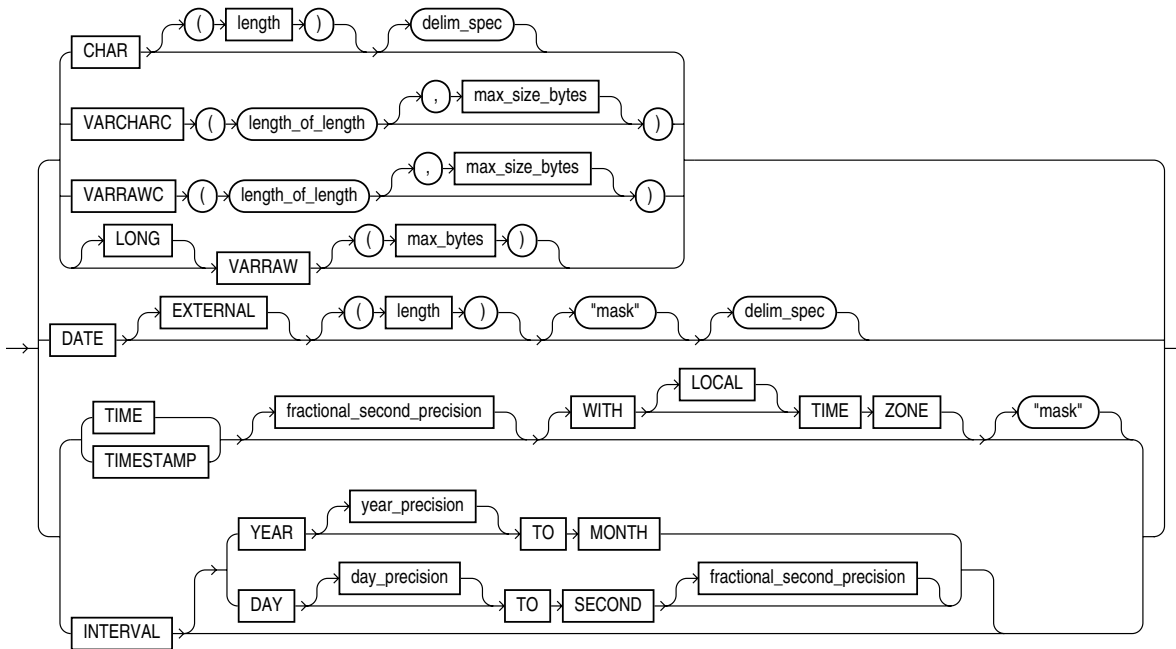 ( length ) delim_spec
CHAR
, max_size_bytes
VARCHARC ( length_of_length )
, max_size_bytes
VARRAWC ( length_of_length )
LONG ( max_bytes )
VARRAW
EXTERNAL ( length ) "mask" delim_spec
DATE
LOCAL
TIME fractional_second_precision WITH TIME ZONE "mask"
TIMESTAMP
year_precision
YEAR TO MONTH
day_precision fractional_second_precision
DAY TO SECOND
INTERVAL